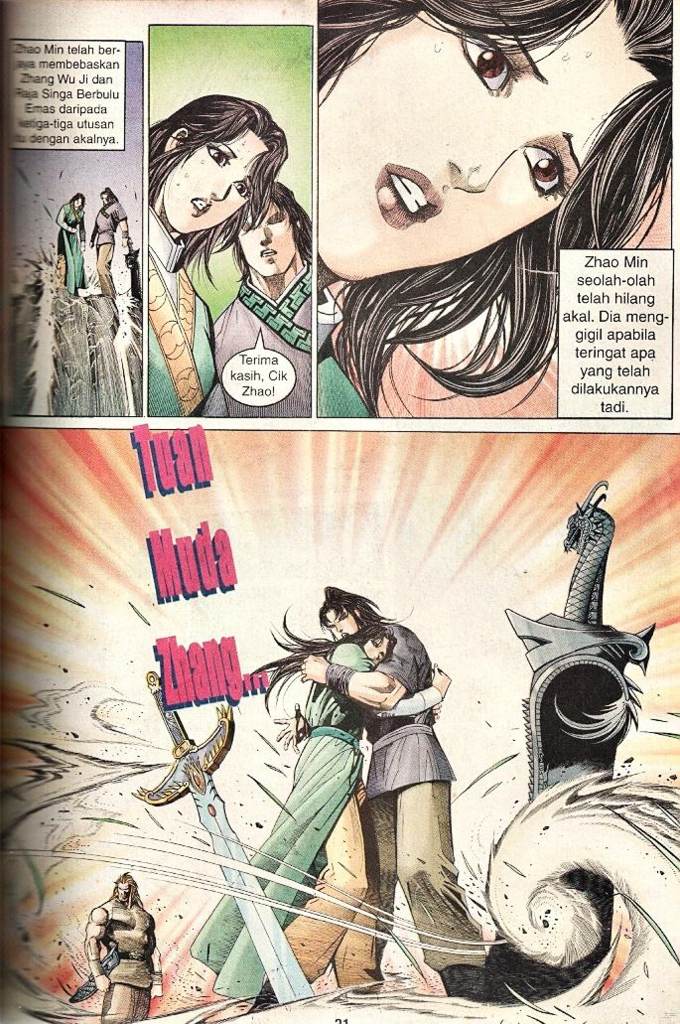 Zhao Min telah ber-
jaya membebaskan
Zhang Wu Ji dan
Raja Singa Berbulu
Emas daripada
ketiga-tiga utusan
itu dengan akalnya.
Terima
kasih, Cik
Zhao!
Zhao Min
seolah-olah
telah hilang
akal. Dia meng-
gigil apabila
teringat apa
yang telah
dilakukannya
tadi.
Tuan
Muda
Zhang...
21